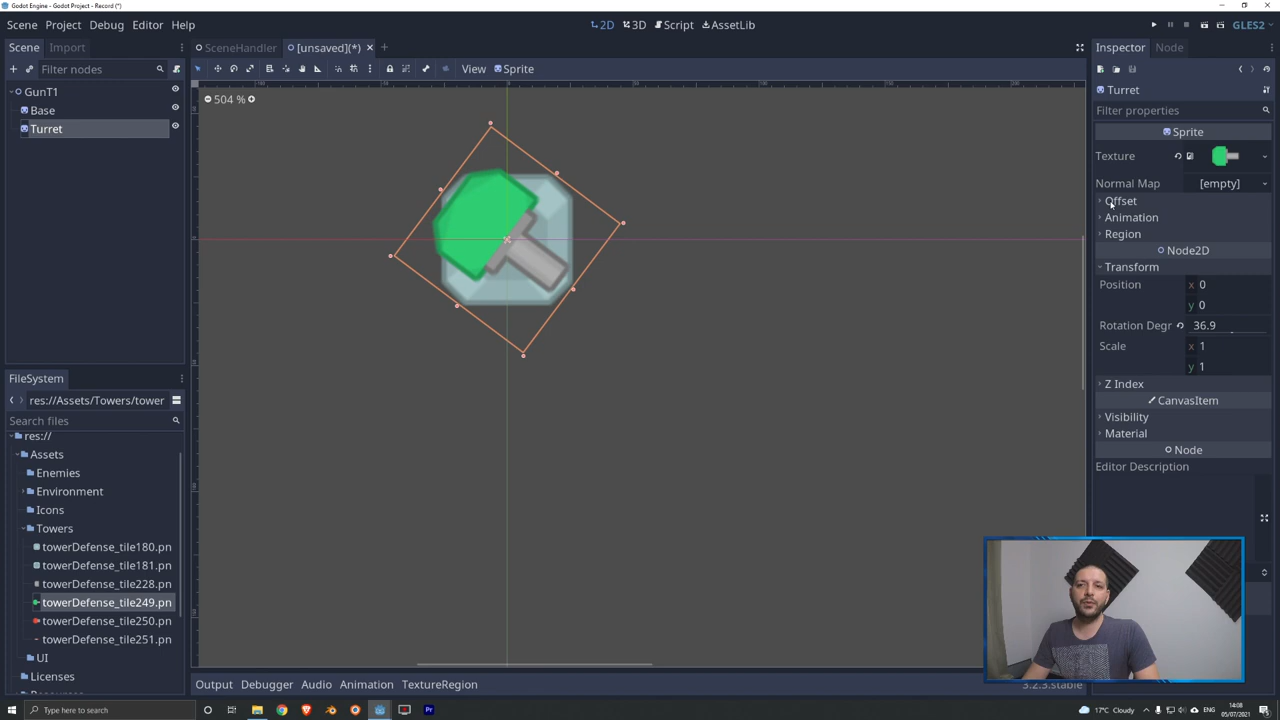 Godot Engine - Godot Project - Record (*)
Scene Project Debug Editor Help
2D 3D Script AssetLib
GLES2
Scene Import
Filter nodes
GunT1
Base
Turret
SceneHandler [unsaved](*)
View Sprite
504 %
FileSystem
res://Assets/Towers/tower
Search files
res://
Assets
Enemies
Environment
Icons
Towers
towerDefense_tile180.pn
towerDefense_tile181.pn
towerDefense_tile228.pn
towerDefense_tile249.pn
towerDefense_tile250.pn
towerDefense_tile251.pn
UI
Licenses
Output Debugger Audio Animation TextureRegion
3.2.3.stable
Inspector Node
Turret
Filter properties
Sprite
Texture
Normal Map [empty]
Offset
Animation
Region
Node2D
Transform
Position x 0
y 0
Rotation Degr 36.9
Scale x 1
y 1
Z Index
CanvasItem
Visibility
Material
Node
Editor Description
Type here to search
17°C Cloudy
ENG
14:08
05/07/2021